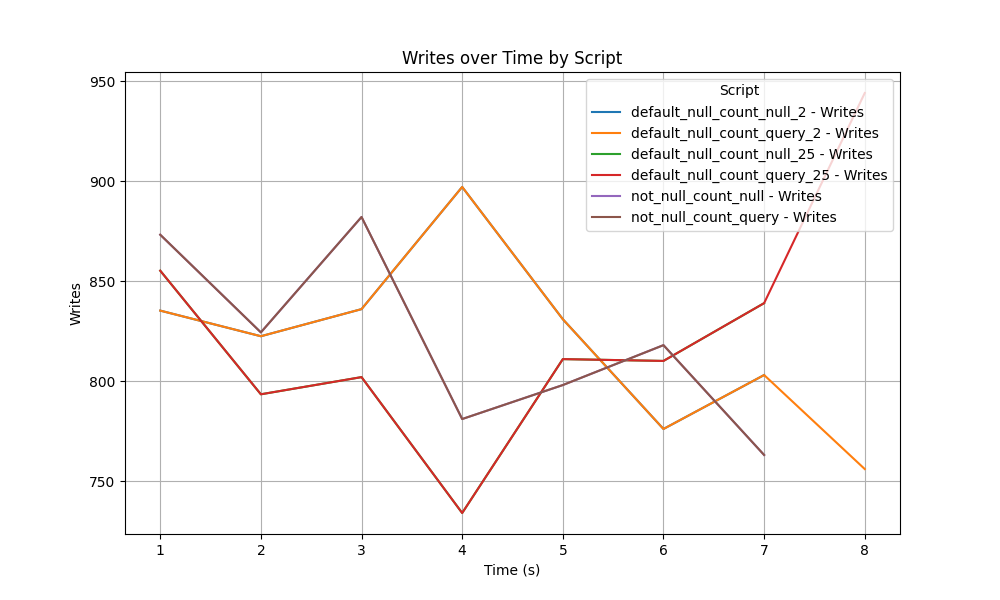 Writes over Time by Script
Script
default_null_count_null_2 - Writes
default_null_count_query_2 - Writes
default_null_count_null_25 - Writes
default_null_count_query_25 - Writes
not_null_count_null - Writes
not_null_count_query - Writes
Writes
950
900
850
800
750
1 2 3 4 5 6 7 8
Time (s)